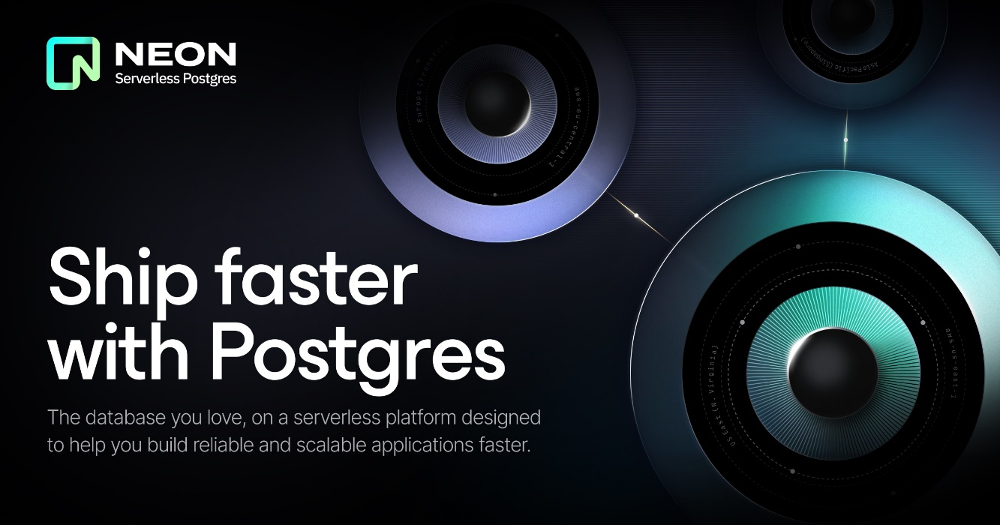 NEON
Serverless Postgres
Europe (Frankfurt)
aws-eu-central-1
Asia Pacific (Singapore)
Ship faster
with Postgres
The database you love, on a serverless platform designed
to help you build reliable and scalable applications faster.
US East (N. Virginia)
aws-us-east-1